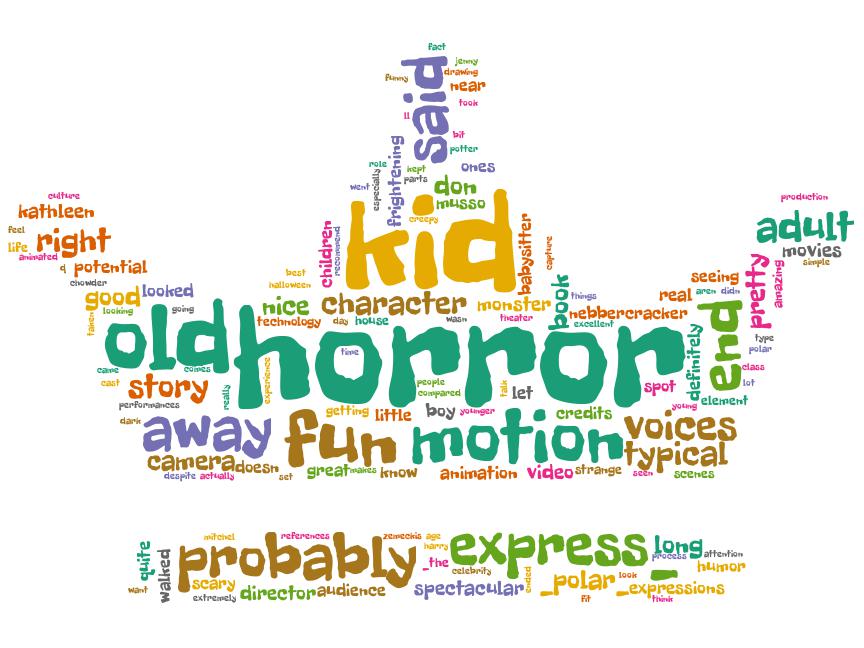 fact
jenny
funny
drawing
said
near
took
ll
bit
potter
role
kept
ones
frightening
parts
went
especially
don
musso
culture
kathleen
feel
life
right
animated
d
potential
chowder
kid
creepy
children
recommend
babysitter
capture
production
adult
movies
simple
pretty
amazing
seeing
good
looked
looking
going
taken
best
halloween
nice
character
monster
book
things
real
aren
didn
technology
day
house
wasn
theater
nebbercracker
excellent
end
type
polar
class
lot
old
horror
time
definitely
came
comes
cast
story
really
experience
people
compared
talk
let
spot
young
element
performances
dark
away
getting
little
boy
younger
credits
fun
motion
voices
typical
camera
doesn
set
great
makes
know
animation
video
strange
seen
scenes
despite
actually
mitchel
references
zemeckis
age
harry
quite
walked
want
probably
express
_
long
process
attention
_the
celebrity
humor
scary
extremely
director
audience
spectacular
ended
_polar
look
_expressions
fit
think